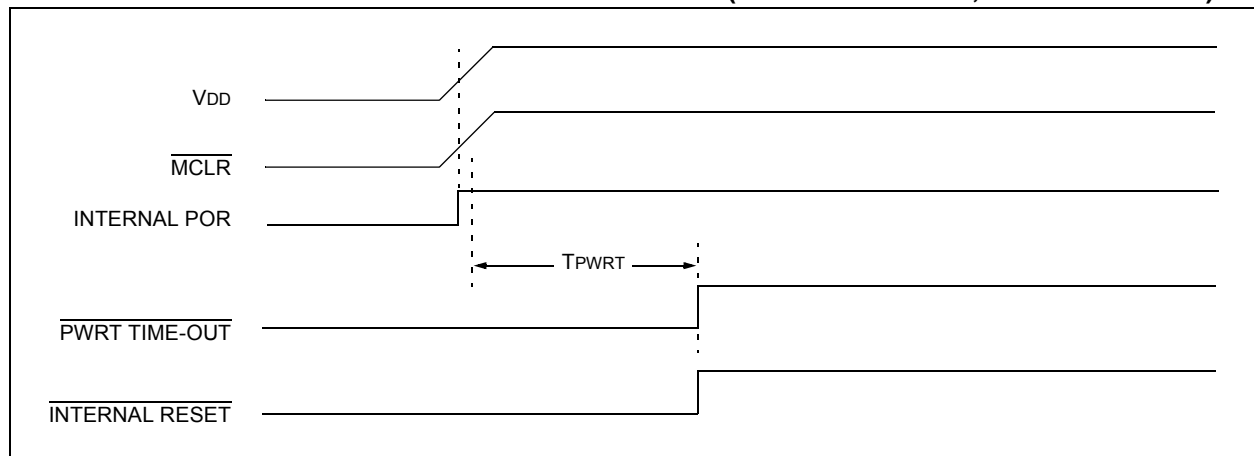 VDD
MCLR
INTERNAL POR
TPWRT
PWRT TIME-OUT
INTERNAL RESET